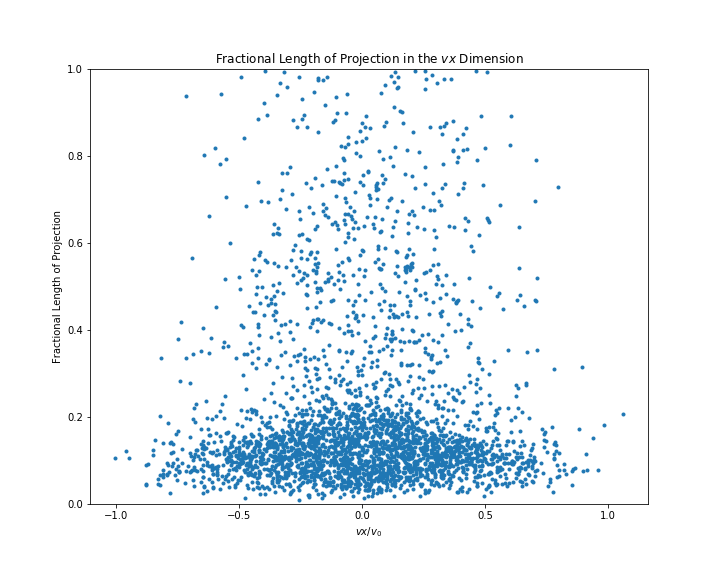 Fractional Length of Projection in the vx Dimension
1.0
0.8
0.6
0.4
0.2
0.0
Fractional Length of Projection
−1.0 −0.5 0.0 0.5 1.0
vx/v₀